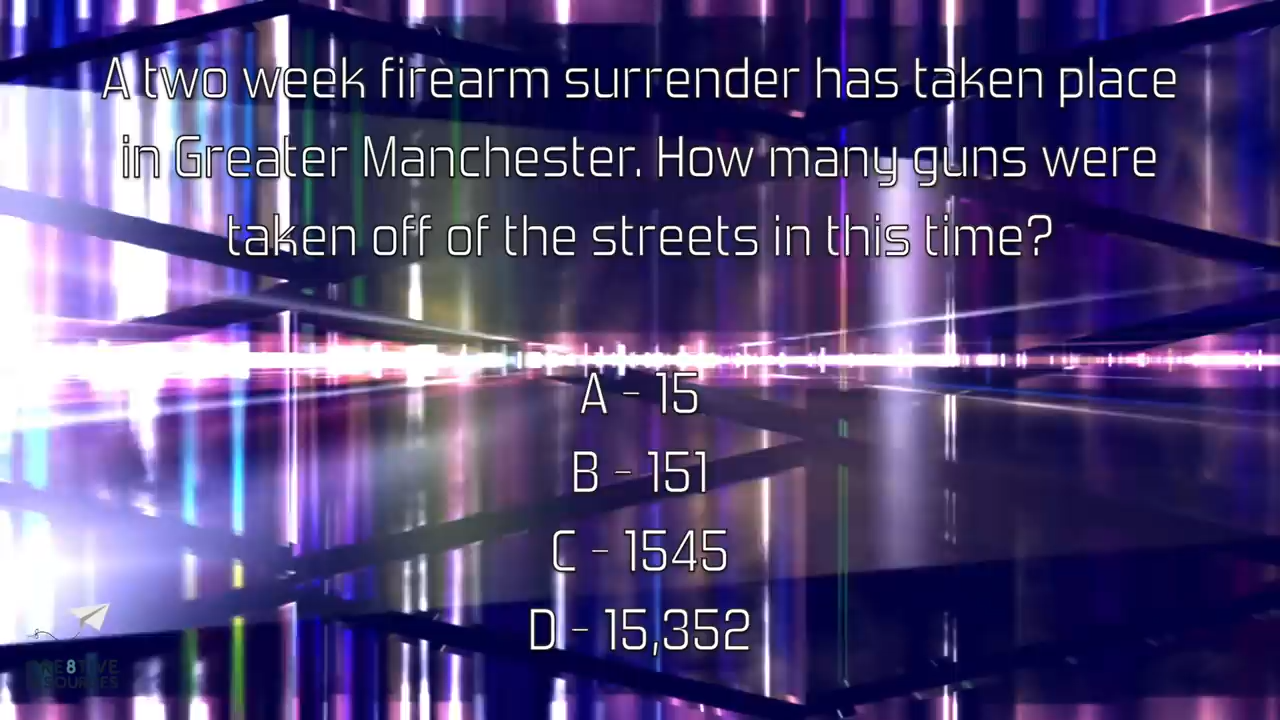 A two week firearm surrender has taken place
in Greater Manchester. How many guns were
taken off of the streets in this time?
A - 15
B - 151
C - 1545
D - 15,352